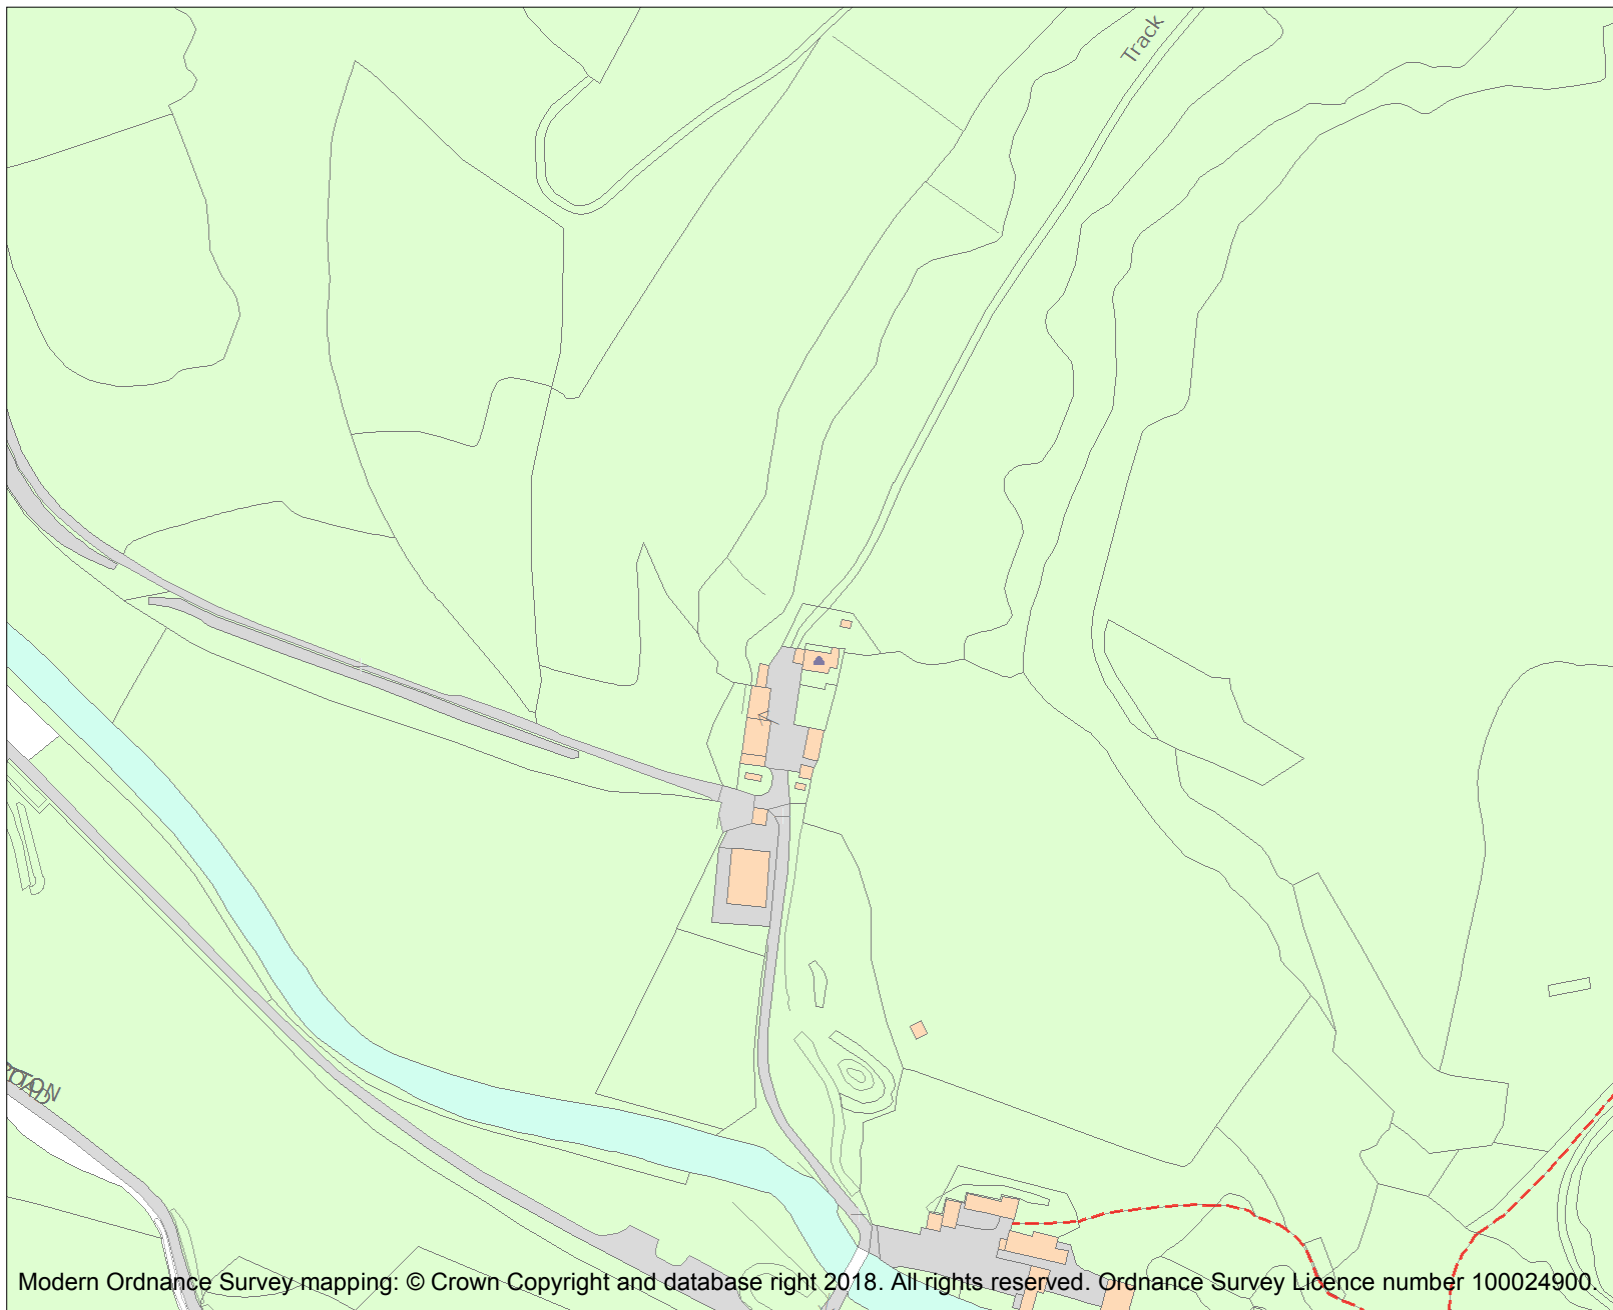 Track
Modern Ordnance Survey mapping: © Crown Copyright and database right 2018. All rights reserved. Ordnance Survey Licence number 100024900.